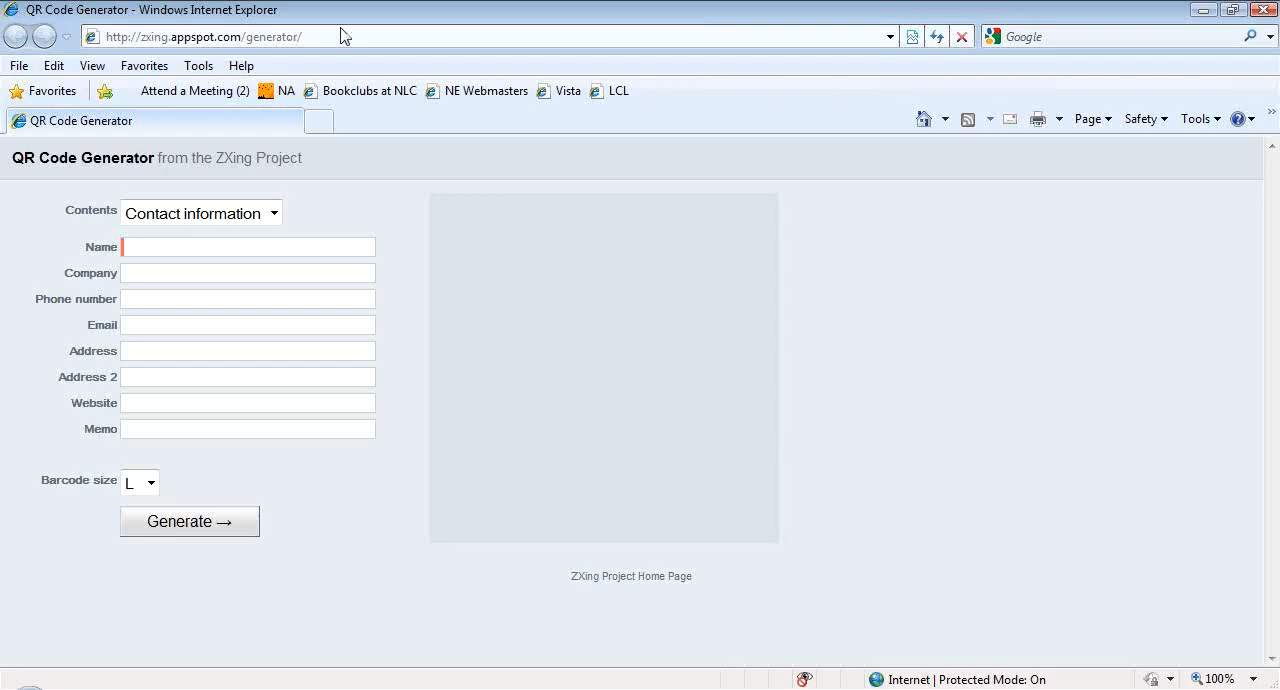 QR Code Generator - Windows Internet Explorer
http://zxing.appspot.com/generator/
Google
File Edit View Favorites Tools Help
Favorites Attend a Meeting (2) NA Bookclubs at NLC NE Webmasters Vista LCL
QR Code Generator
Page Safety Tools
QR Code Generator from the ZXing Project
Contents Contact information
Name
Company
Phone number
Email
Address
Address 2
Website
Memo
Barcode size L
Generate →
ZXing Project Home Page
Internet | Protected Mode: On
100%